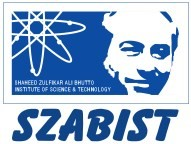 SHAHEED ZULFIKAR ALI BHUTTO
INSTITUTE OF SCIENCE & TECHNOLOGY
SZABIST